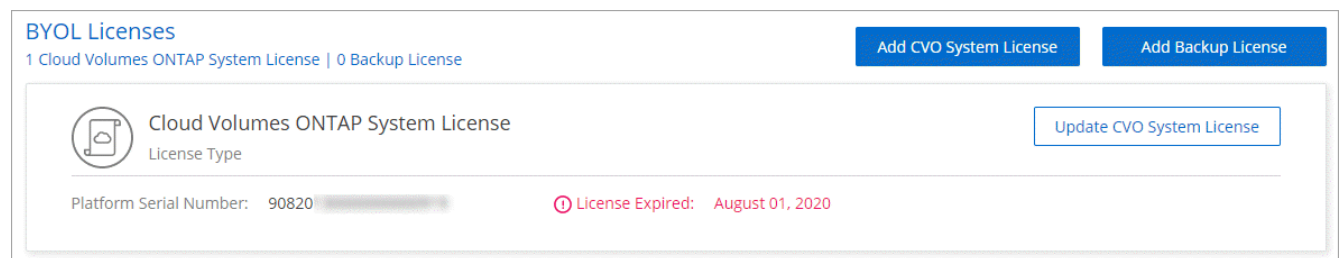 BYOL Licenses
1 Cloud Volumes ONTAP System License | 0 Backup License
Add CVO System License
Add Backup License
Cloud Volumes ONTAP System License
License Type
Update CVO System License
Platform Serial Number: 90820
License Expired: August 01, 2020